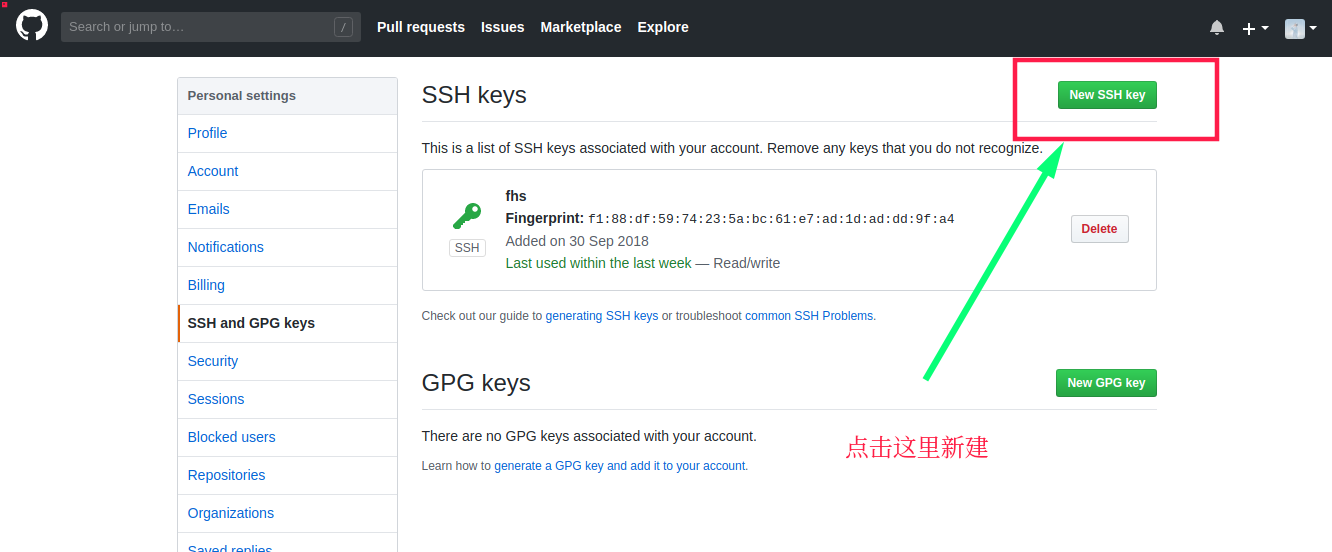 Search or jump to…
/
Pull requests Issues Marketplace Explore
Personal settings
Profile
Account
Emails
Notifications
Billing
SSH and GPG keys
Security
Sessions
Blocked users
Repositories
Organizations
Saved replies
SSH keys
New SSH key
This is a list of SSH keys associated with your account. Remove any keys that you do not recognize.
SSH
fhs
Fingerprint: f1:88:df:59:74:23:5a:bc:61:e7:ad:1d:ad:dd:9f:a4
Added on 30 Sep 2018
Last used within the last week — Read/write
Delete
Check out our guide to generating SSH keys or troubleshoot common SSH Problems.
GPG keys
New GPG key
There are no GPG keys associated with your account.
Learn how to generate a GPG key and add it to your account.
点击这里新建